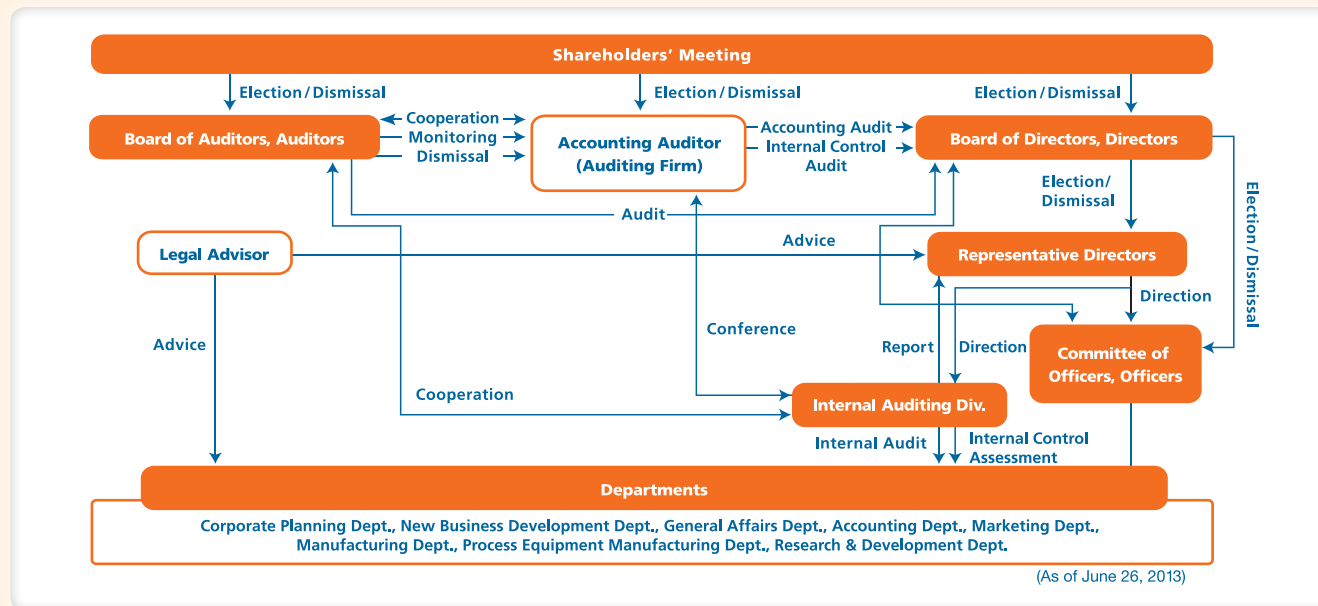 Shareholders’ Meeting
Election / Dismissal
Election / Dismissal
Election / Dismissal
Board of Auditors, Auditors
Cooperation
Monitoring
Dismissal
Accounting Auditor
(Auditing Firm)
Accounting Audit
Internal Control
Audit
Board of Directors, Directors
Election/
Dismissal
Election / Dismissal
Audit
Legal Advisor
Advice
Representative Directors
Advice
Conference
Report
Direction
Direction
Committee of
Officers, Officers
Cooperation
Internal Auditing Div.
Internal Audit
Internal Control
Assessment
Departments
Corporate Planning Dept., New Business Development Dept., General Affairs Dept., Accounting Dept., Marketing Dept.,
Manufacturing Dept., Process Equipment Manufacturing Dept., Research & Development Dept.
(As of June 26, 2013)